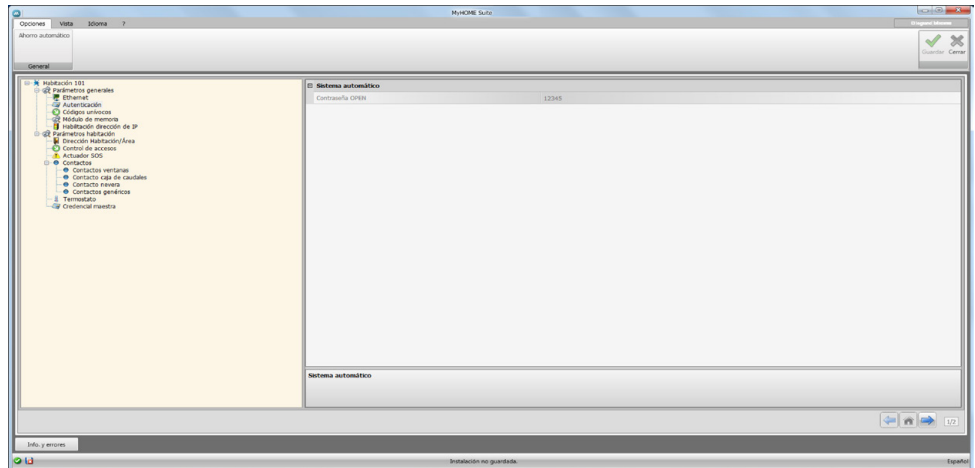 MyHOME Suite
Opciones Vista Idioma ?
Ahorro automático
Guardar Cerrar
General
Habitación 101
Parámetros generales
Ethernet
Autenticación
Códigos unívocos
Módulo de memoria
Habilitación dirección de IP
Parámetros habitación
Dirección Habitación/Área
Control de accesos
Actuador SOS
Contactos
Contactos ventanas
Contacto caja de caudales
Contacto nevera
Contactos genéricos
Termostato
Credencial maestra
Sistema automático
Contraseña OPEN 12345
Sistema automático
1/2
Info. y errores
Instalación no guardada.
Español